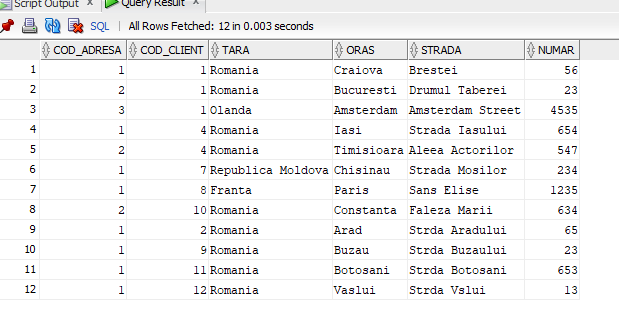 Script Output x Query Result x
SQL All Rows Fetched: 12 in 0.003 seconds
COD_ADRESA COD_CLIENT TARA ORAS STRADA NUMAR
1 1 1 Romania Craiova Brestei 56
2 2 1 Romania Bucuresti Drumul Taberei 23
3 3 1 Olanda Amsterdam Amsterdam Street 4535
4 1 4 Romania Iasi Strada Iasului 654
5 2 4 Romania Timisioara Aleea Actorilor 547
6 1 7 Republica Moldova Chisinau Strada Mosilor 234
7 1 8 Franta Paris Sans Elise 1235
8 2 10 Romania Constanta Faleza Marii 634
9 1 2 Romania Arad Strda Aradului 65
10 1 9 Romania Buzau Strda Buzaului 23
11 1 11 Romania Botosani Strda Botosani 653
12 1 12 Romania Vaslui Strda Vslui 13